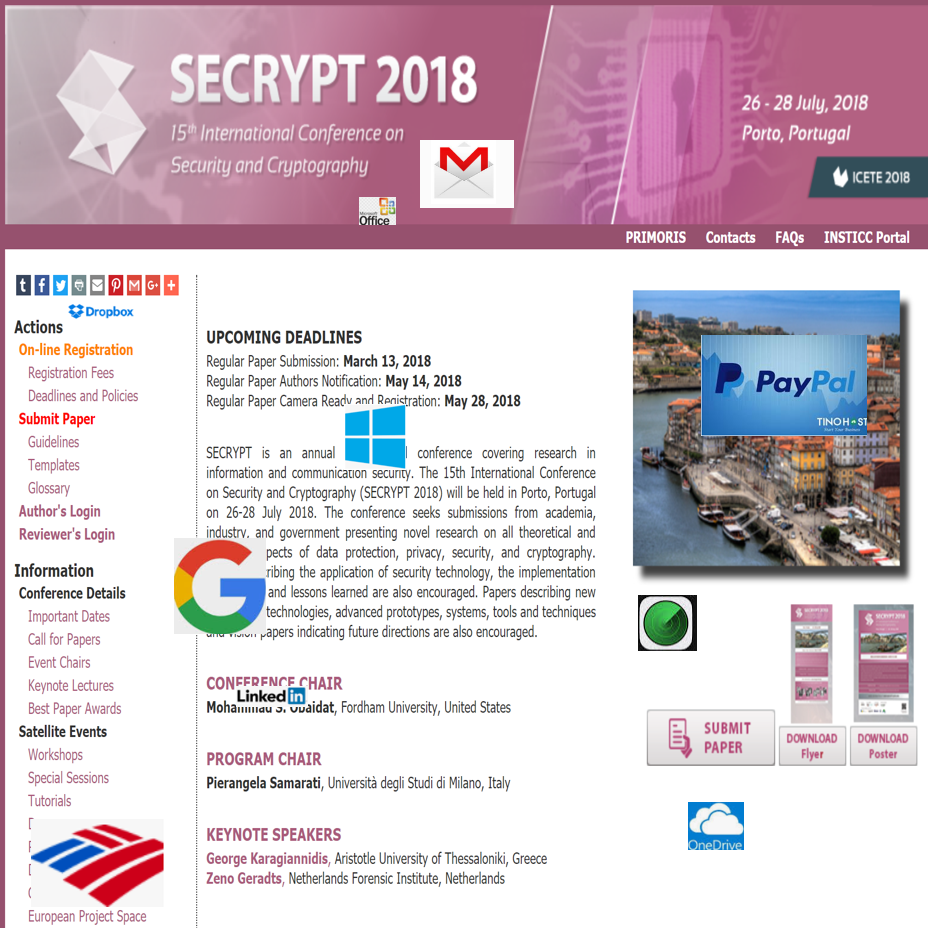 SECRYPT 2018
15th International Conference on
Security and Cryptography
26 - 28 July, 2018
Porto, Portugal
ICETE 2018
Microsoft
Office
PRIMORIS Contacts FAQs INSTICC Portal
Dropbox
Actions
On-line Registration
Registration Fees
Deadlines and Policies
Submit Paper
Guidelines
Templates
Glossary
Author's Login
Reviewer's Login
Information
Conference Details
Important Dates
Call for Papers
Event Chairs
Keynote Lectures
Best Paper Awards
Satellite Events
Workshops
Special Sessions
Tutorials
European Project Space
UPCOMING DEADLINES
Regular Paper Submission: March 13, 2018
Regular Paper Authors Notification: May 14, 2018
Regular Paper Camera Ready and Registration: May 28, 2018
SECRYPT is an annual conference covering research in
information and communication security. The 15th International Conference
on Security and Cryptography (SECRYPT 2018) will be held in Porto, Portugal
on 26-28 July 2018. The conference seeks submissions from academia,
industry, and government presenting novel research on all theoretical and
of data protection, privacy, security, and cryptography.
the application of security technology, the implementation
and lessons learned are also encouraged. Papers describing new
technologies, advanced prototypes, systems, tools and techniques
and vision papers indicating future directions are also encouraged.
CONFERENCE CHAIR
LinkedIn
Mohammad S. Obaidat, Fordham University, United States
PROGRAM CHAIR
Pierangela Samarati, Università degli Studi di Milano, Italy
KEYNOTE SPEAKERS
George Karagiannidis, Aristotle University of Thessaloniki, Greece
Zeno Geradts, Netherlands Forensic Institute, Netherlands
PayPal
TINOHOST
Start Your Business
SECRYPT 2018
SECRYPT 2018
SUBMIT
PAPER
DOWNLOAD
Flyer
DOWNLOAD
Poster
OneDrive